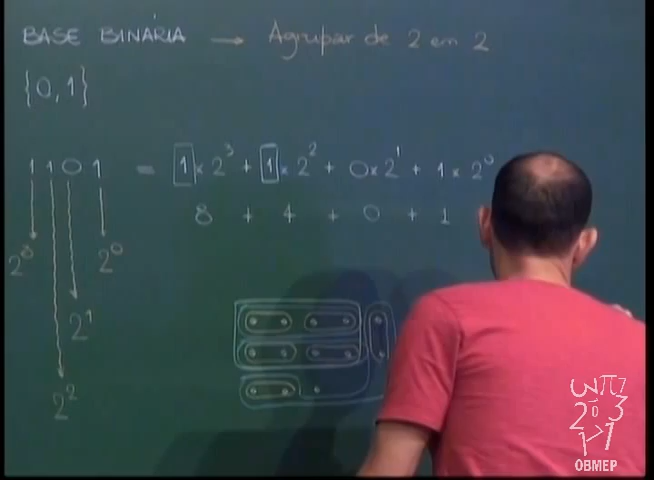 BASE BINÁRIA → Agrupar de 2 em 2
{0,1}
1 1 0 1 = 1 × 2³ + 1 × 2² + 0 × 2¹ + 1 × 2⁰
8 + 4 + 0 + 1
2³ 2⁰
2¹
2²
OBMEP